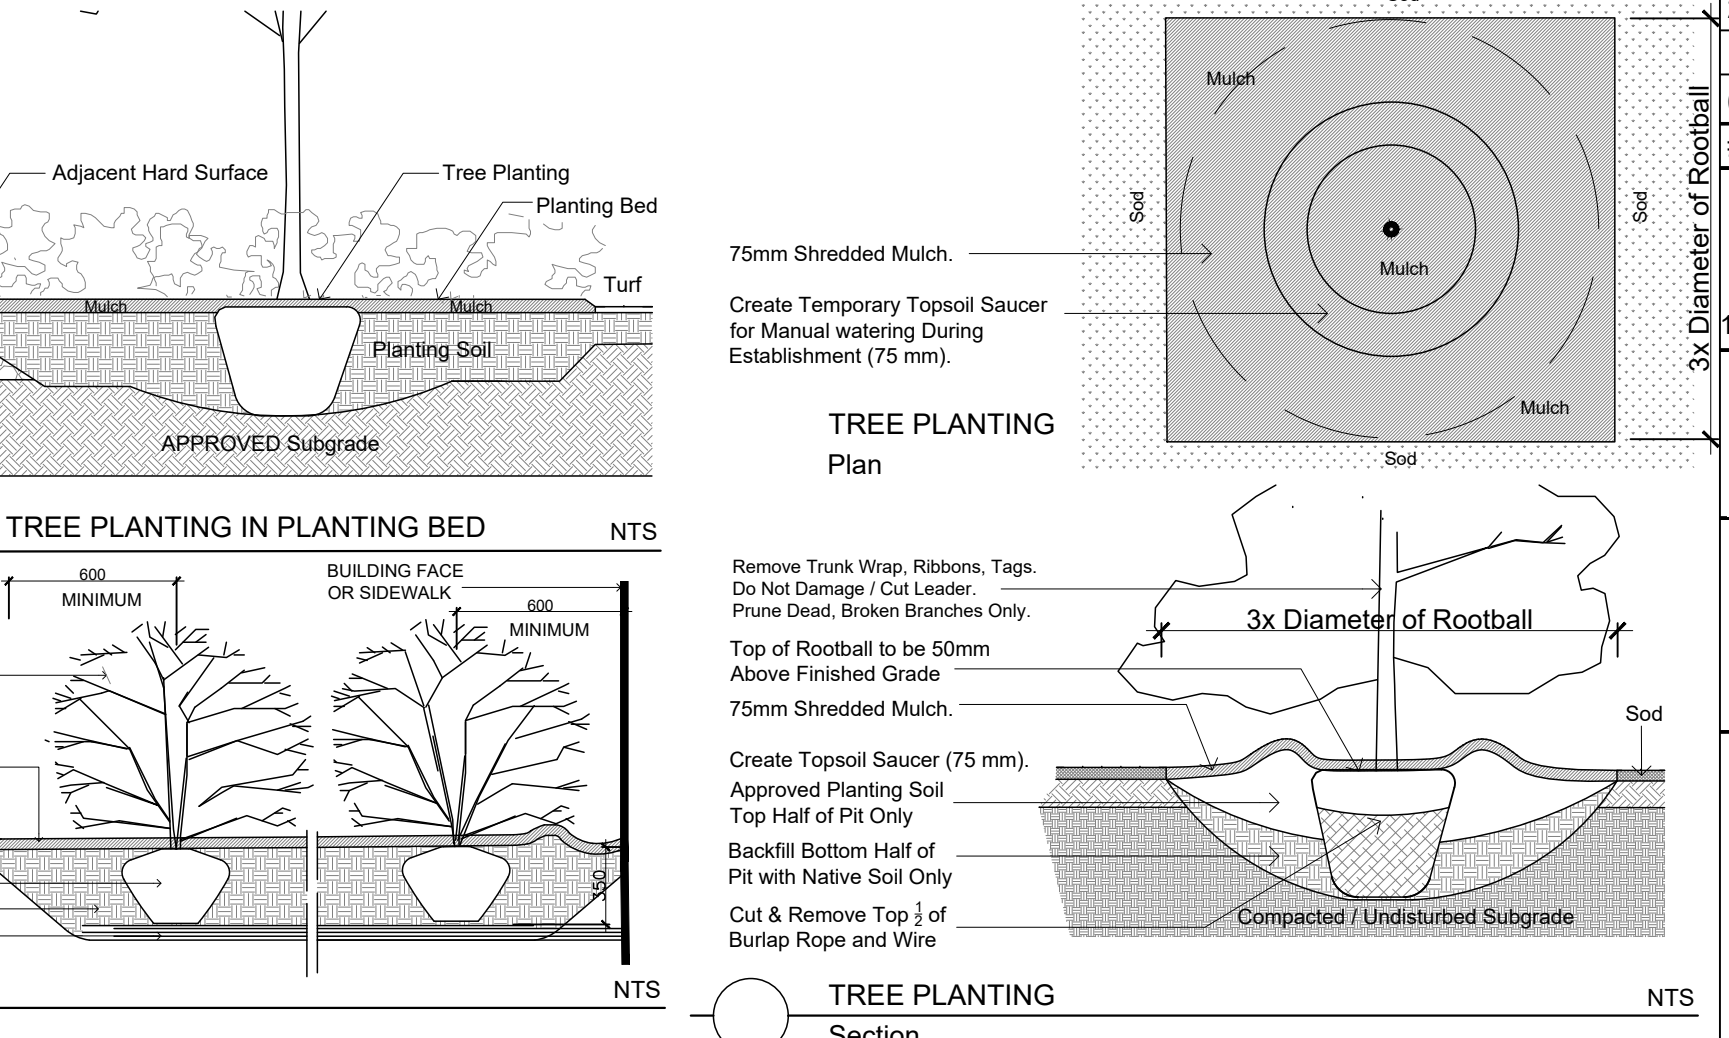 Adjacent Hard Surface
Tree Planting
Planting Bed
Turf
Mulch
Mulch
Planting Soil
APPROVED Subgrade
TREE PLANTING IN PLANTING BED
NTS
600
MINIMUM
BUILDING FACE
OR SIDEWALK
600
MINIMUM
350
NTS
Sod
Mulch
Sod
Sod
3x Diameter of Rootball
Mulch
Mulch
Sod
75mm Shredded Mulch.
Create Temporary Topsoil Saucer
for Manual watering During
Establishment (75 mm).
TREE PLANTING
Plan
Remove Trunk Wrap, Ribbons, Tags.
Do Not Damage / Cut Leader.
Prune Dead, Broken Branches Only.
3x Diameter of Rootball
Top of Rootball to be 50mm
Above Finished Grade
75mm Shredded Mulch.
Sod
Create Topsoil Saucer (75 mm).
Approved Planting Soil
Top Half of Pit Only
Backfill Bottom Half of
Pit with Native Soil Only
Cut & Remove Top 1/2 of
Burlap Rope and Wire
Compacted / Undisturbed Subgrade
TREE PLANTING
Section
NTS